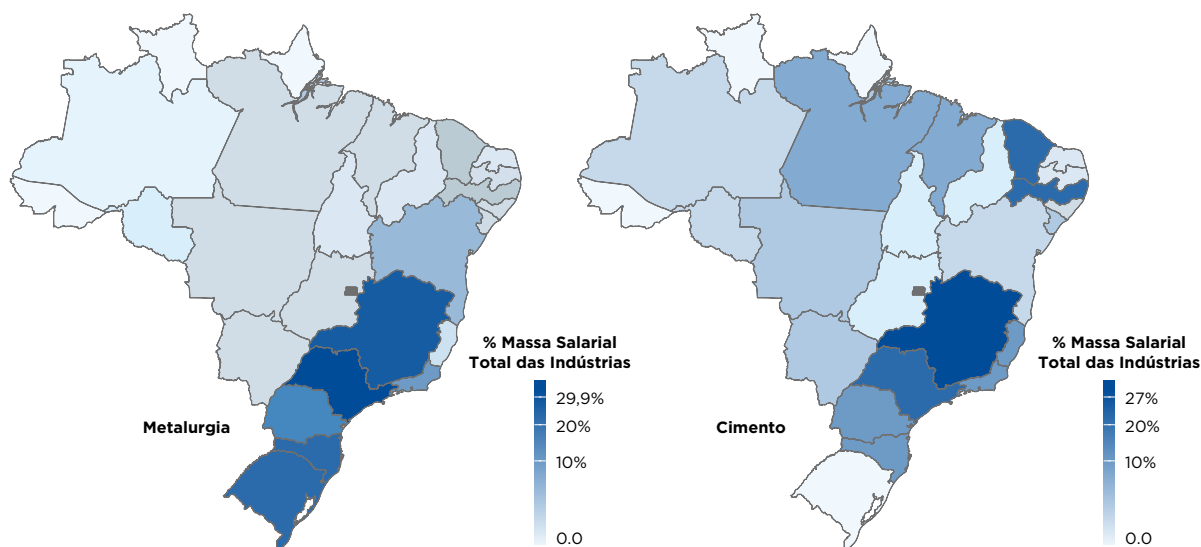 % Massa Salarial
Total das Indústrias
29,9%
20%
10%
0.0
Metalurgia
% Massa Salarial
Total das Indústrias
27%
20%
10%
0.0
Cimento